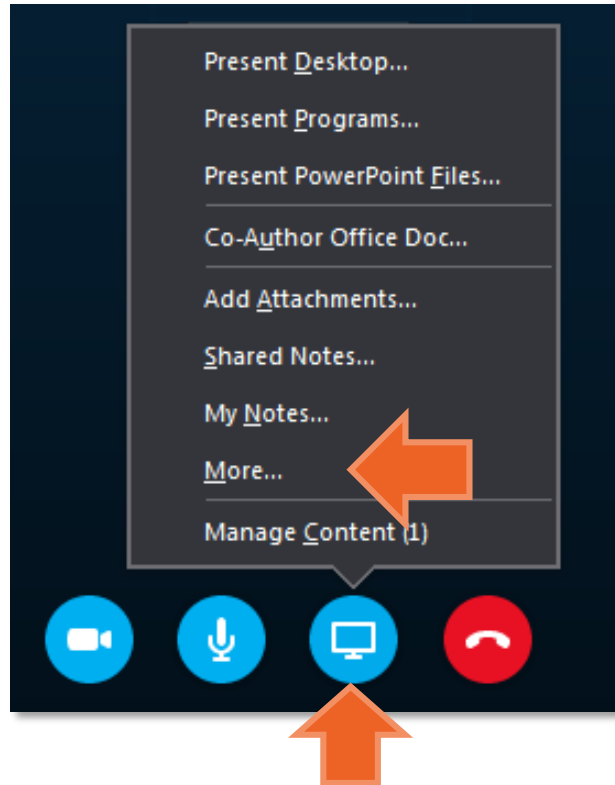 Present Desktop...
Present Programs...
Present PowerPoint Files...
Co-Author Office Doc...
Add Attachments...
Shared Notes...
My Notes...
More...
Manage Content (1)